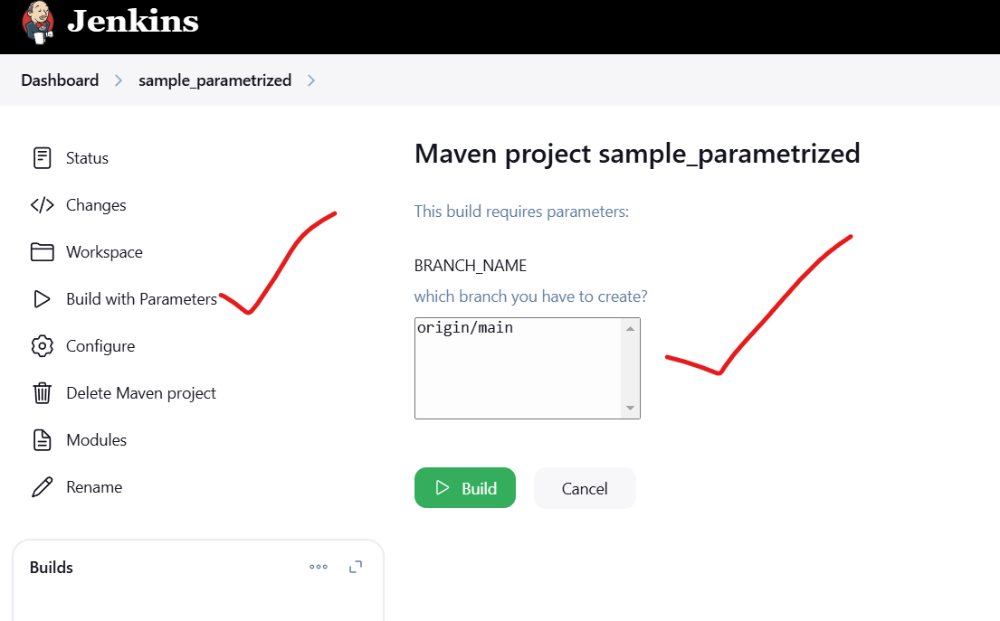 Jenkins
Dashboard
sample_parametrized
Status
Changes
Workspace
Build with Parameters
Configure
Delete Maven project
Modules
Rename
Builds
Maven project sample_parametrized
This build requires parameters:
BRANCH_NAME
which branch you have to create?
origin/main
Build
Cancel